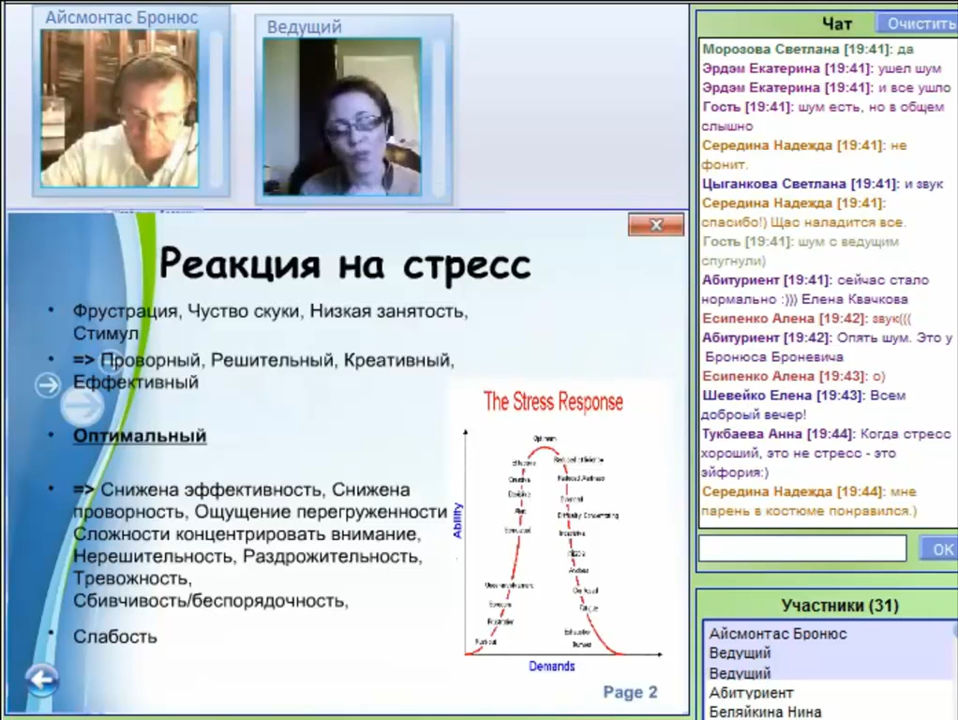 Айсмонтас Бронюс
Ведущий
Реакция на стресс
• Фрустрация, Чуство скуки, Низкая занятость,
Стимул
• => Проворный, Решительный, Креативный,
Еффективный
• Оптимальный
• => Снижена эффективность, Снижена
проворность, Ощущение перегруженности
Сложности концентрировать внимание,
Нерешительность, Раздрожительность,
Тревожность,
Сбивчивость/беспорядочность,
• Слабость
The Stress Response
Optimum
Reduced Alertness
Difficulty Concentrating
Fatigue
Ability
Demands
Page 2
Чат
Очистить
Морозова Светлана [19:41]: да
Эрдэм Екатерина [19:41]: ушел шум
Эрдэм Екатерина [19:41]: и все ушло
Гость [19:41]: шум есть, но в общем
слышно
Середина Надежда [19:41]: не
фонит.
Цыганкова Светлана [19:41]: и звук
Середина Надежда [19:41]:
спасибо!) Щас наладится все.
Гость [19:41]: шум с ведущим
спугнули)
Абитуриент [19:41]: сейчас стало
нормально :))) Елена Квачкова
Есипенко Алена [19:42]: звук(((
Абитуриент [19:42]: Опять шум. Это у
Бронюса Броневича
Есипенко Алена [19:43]: о)
Шевейко Елена [19:43]: Всем
доброый вечер!
Тукбаева Анна [19:44]: Когда стресс
хороший, это не стресс - это
эйфория:)
Середина Надежда [19:44]: мне
парень в костюме понравился.)
OK
Участники (31)
Айсмонтас Бронюс
Ведущий
Ведущий
Абитуриент
Беляйкина Нина